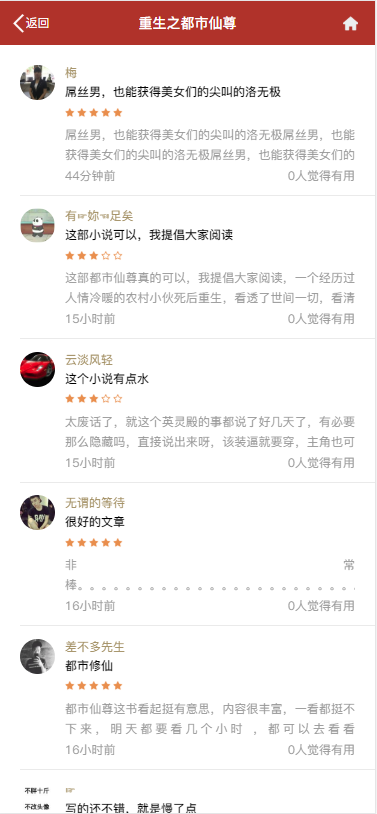 返回
重生之都市仙尊
梅
屌丝男，也能获得美女们的尖叫的洛无极
屌丝男，也能获得美女们的尖叫的洛无极屌丝男，也能
获得美女们的尖叫的洛无极屌丝男，也能获得美女们的
44分钟前 0人觉得有用
有☞妳☜足矣
这部小说可以，我提倡大家阅读
这部都市仙尊真的可以，我提倡大家阅读，一个经历过
人情冷暖的农村小伙死后重生，看透了世间一切，看清
15小时前 0人觉得有用
云淡风轻
这个小说有点水
太废话了，就这个英灵殿的事都说了好几天了，有必要
那么隐藏吗，直接说出来呀，该装逼就要穿，主角也可
15小时前 0人觉得有用
无谓的等待
很好的文章
非 常
棒。。。。。。。。。。。。。。。。。。。。。。。
16小时前 0人觉得有用
差不多先生
都市修仙
都市仙尊这书看起挺有意思，内容很丰富，一看都挺不
下来，明天都要看几个小时 ，都可以去看看
16小时前 0人觉得有用
不胖十斤
不改头像
☞
写的还不错，就是慢了点